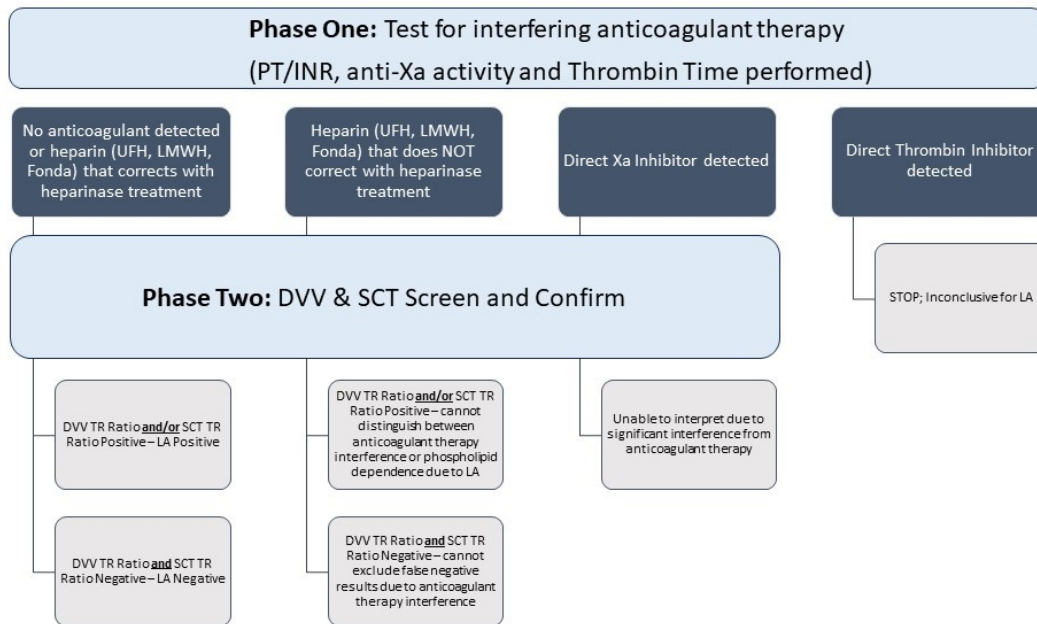 Phase One: Test for interfering anticoagulant therapy
(PT/INR, anti-Xa activity and Thrombin Time performed)
No anticoagulant detected
or heparin (UFH, LMWH,
Fonda) that corrects with
heparinase treatment
Heparin (UFH, LMWH,
Fonda) that does NOT
correct with heparinase
treatment
Direct Xa Inhibitor detected
Direct Thrombin Inhibitor
detected
Phase Two: DVV & SCT Screen and Confirm
STOP; Inconclusive for LA
DVV TR Ratio and/or SCT TR
Ratio Positive – LA Positive
DVV TR Ratio and/or SCT TR
Ratio Positive – cannot
distinguish between
anticoagulant therapy
interference or phospholipid
dependence due to LA
Unable to interpret due to
significant interference from
anticoagulant therapy
DVV TR Ratio and SCT TR
Ratio Negative – LA Negative
DVV TR Ratio and SCT TR
Ratio Negative – cannot
exclude false negative
results due to anticoagulant
therapy interference